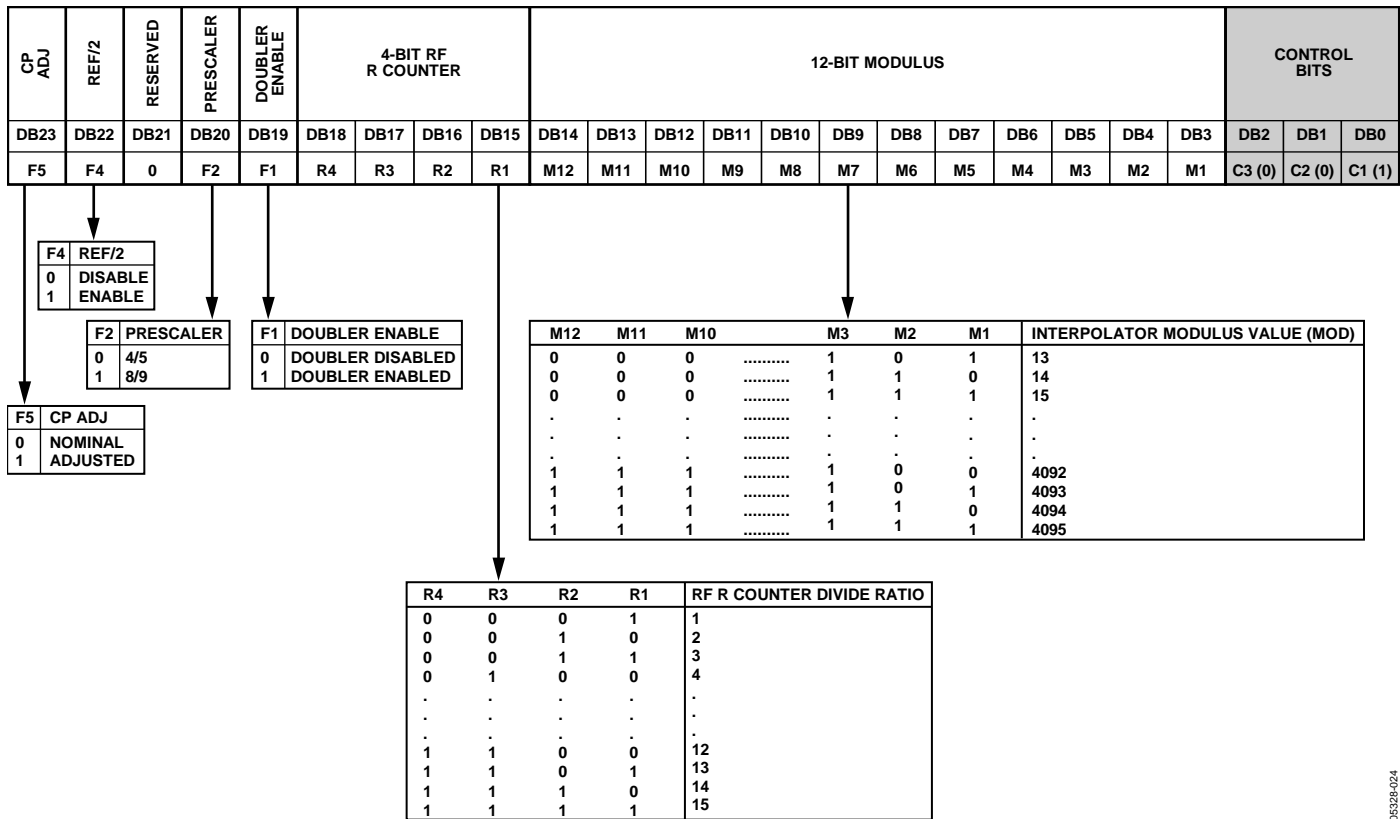 CP ADJ REF/2 RESERVED PRESCALER DOUBLER ENABLE 4-BIT RF R COUNTER 12-BIT MODULUS CONTROL BITS
DB23 DB22 DB21 DB20 DB19 DB18 DB17 DB16 DB15 DB14 DB13 DB12 DB11 DB10 DB9 DB8 DB7 DB6 DB5 DB4 DB3 DB2 DB1 DB0
F5 F4 0 F2 F1 R4 R3 R2 R1 M12 M11 M10 M9 M8 M7 M6 M5 M4 M3 M2 M1 C3 (0) C2 (0) C1 (1)
F4 REF/2
0 DISABLE
1 ENABLE
F2 PRESCALER
0 4/5
1 8/9
F1 DOUBLER ENABLE
0 DOUBLER DISABLED
1 DOUBLER ENABLED
F5 CP ADJ
0 NOMINAL
1 ADJUSTED
M12 M11 M10 M3 M2 M1 INTERPOLATOR MODULUS VALUE (MOD)
0 0 0 .......... 1 0 1 13
0 0 0 .......... 1 1 0 14
0 0 0 .......... 1 1 1 15
. . . .......... . . . .
. . . .......... . . . .
. . . .......... . . . .
1 1 1 .......... 1 0 0 4092
1 1 1 .......... 1 0 1 4093
1 1 1 .......... 1 1 0 4094
1 1 1 .......... 1 1 1 4095
R4 R3 R2 R1 RF R COUNTER DIVIDE RATIO
0 0 0 1 1
0 0 1 0 2
0 0 1 1 3
0 1 0 0 4
. . . . .
. . . . .
. . . . .
1 1 0 0 12
1 1 0 1 13
1 1 1 0 14
1 1 1 1 15
05328-024